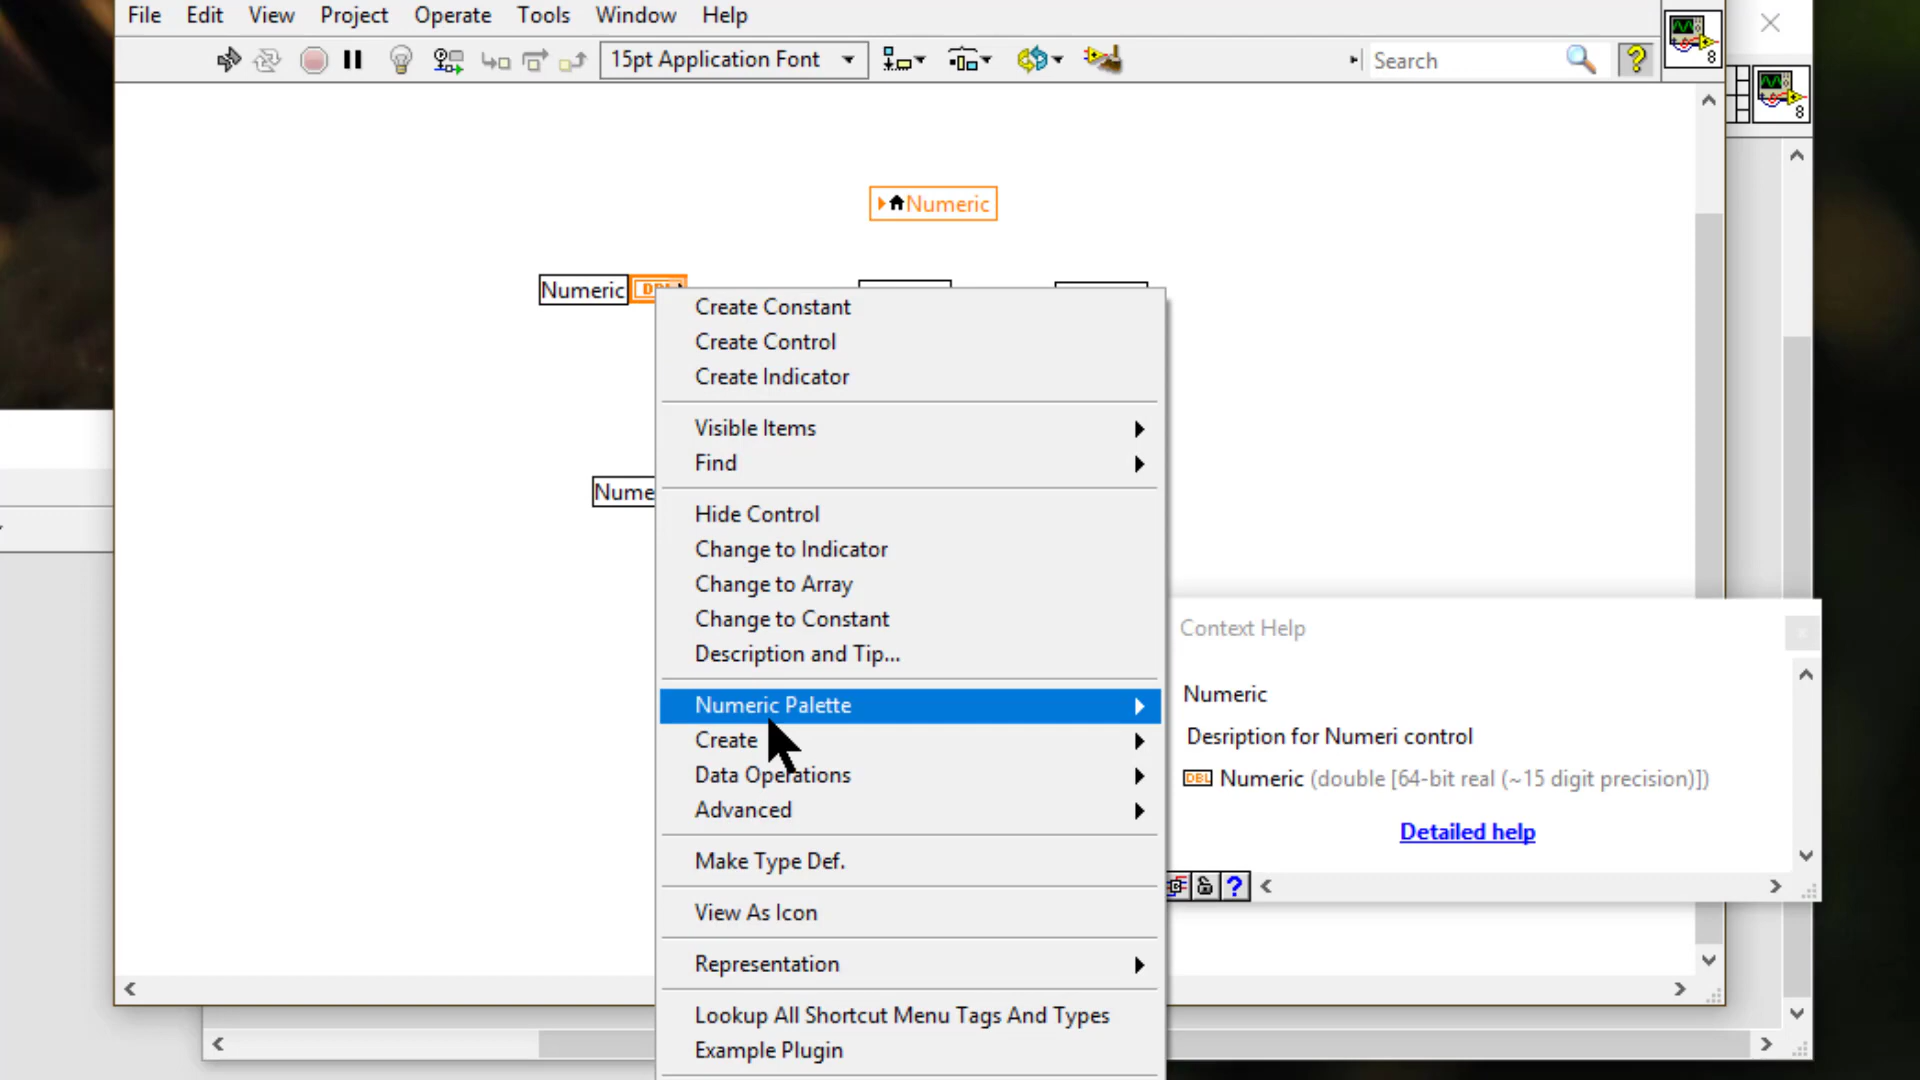 File Edit View Project Operate Tools Window Help
15pt Application Font
Search
8
8
Numeric
Numeric
Create Constant
Create Control
Create Indicator
Visible Items
Find
Nume
Hide Control
Change to Indicator
Change to Array
Change to Constant
Description and Tip...
Numeric Palette
Create
Data Operations
Advanced
Make Type Def.
View As Icon
Representation
Lookup All Shortcut Menu Tags And Types
Example Plugin
Context Help
Numeric
Desription for Numeri control
DBL Numeric (double [64-bit real (~15 digit precision)])
Detailed help